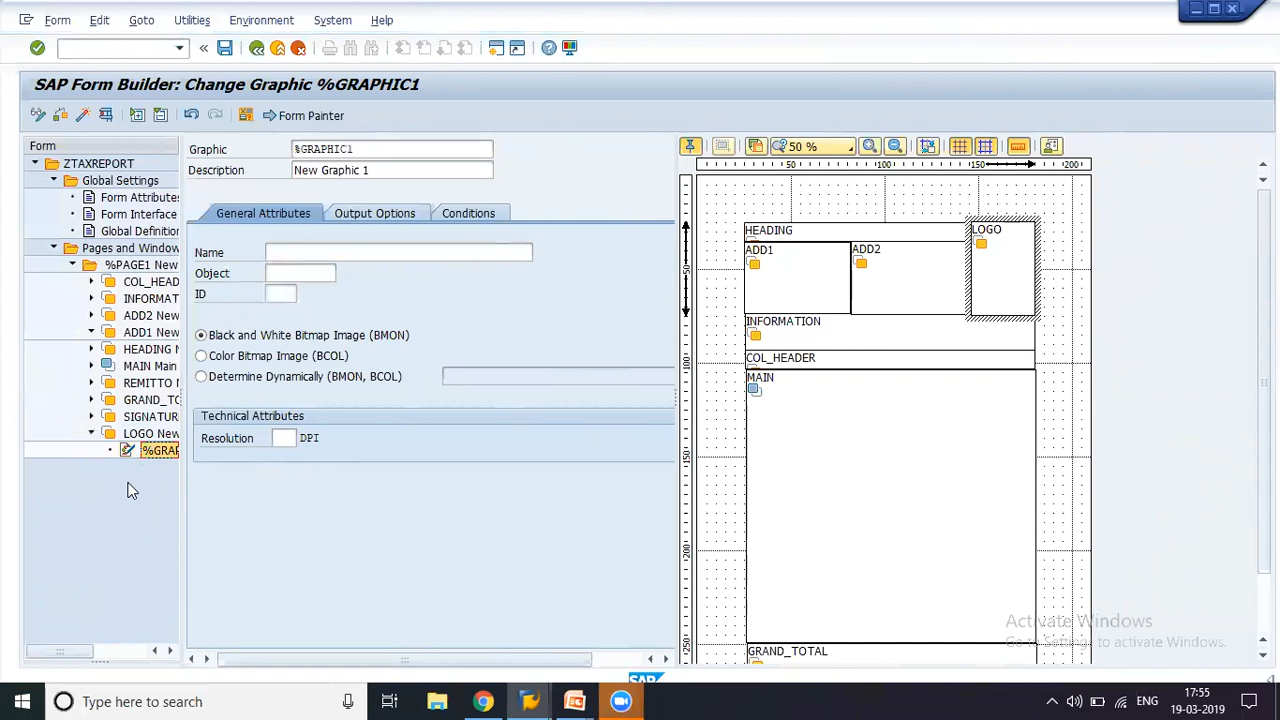 Form Edit Goto Utilities Environment System Help
SAP Form Builder: Change Graphic %GRAPHIC1
Form Painter
Form
ZTAXREPORT
Global Settings
Form Attributes
Form Interface
Global Definition
Pages and Window
%PAGE1 New
COL_HEAD
INFORMAT
ADD2 New
ADD1 New
HEADING N
MAIN Main
REMITTO N
GRAND_TO
SIGNATUR
LOGO New
%GRAP
Graphic %GRAPHIC1
Description New Graphic 1
General Attributes Output Options Conditions
Name
Object
ID
Black and White Bitmap Image (BMON)
Color Bitmap Image (BCOL)
Determine Dynamically (BMON, BCOL)
Technical Attributes
Resolution DPI
50 %
50 100 150 200
50
100
150
200
250
HEADING
LOGO
ADD1
ADD2
INFORMATION
COL_HEADER
MAIN
GRAND_TOTAL
Activate Windows
Go to Settings to activate Windows.
SAP
Type here to search
ENG
17:55
19-03-2019